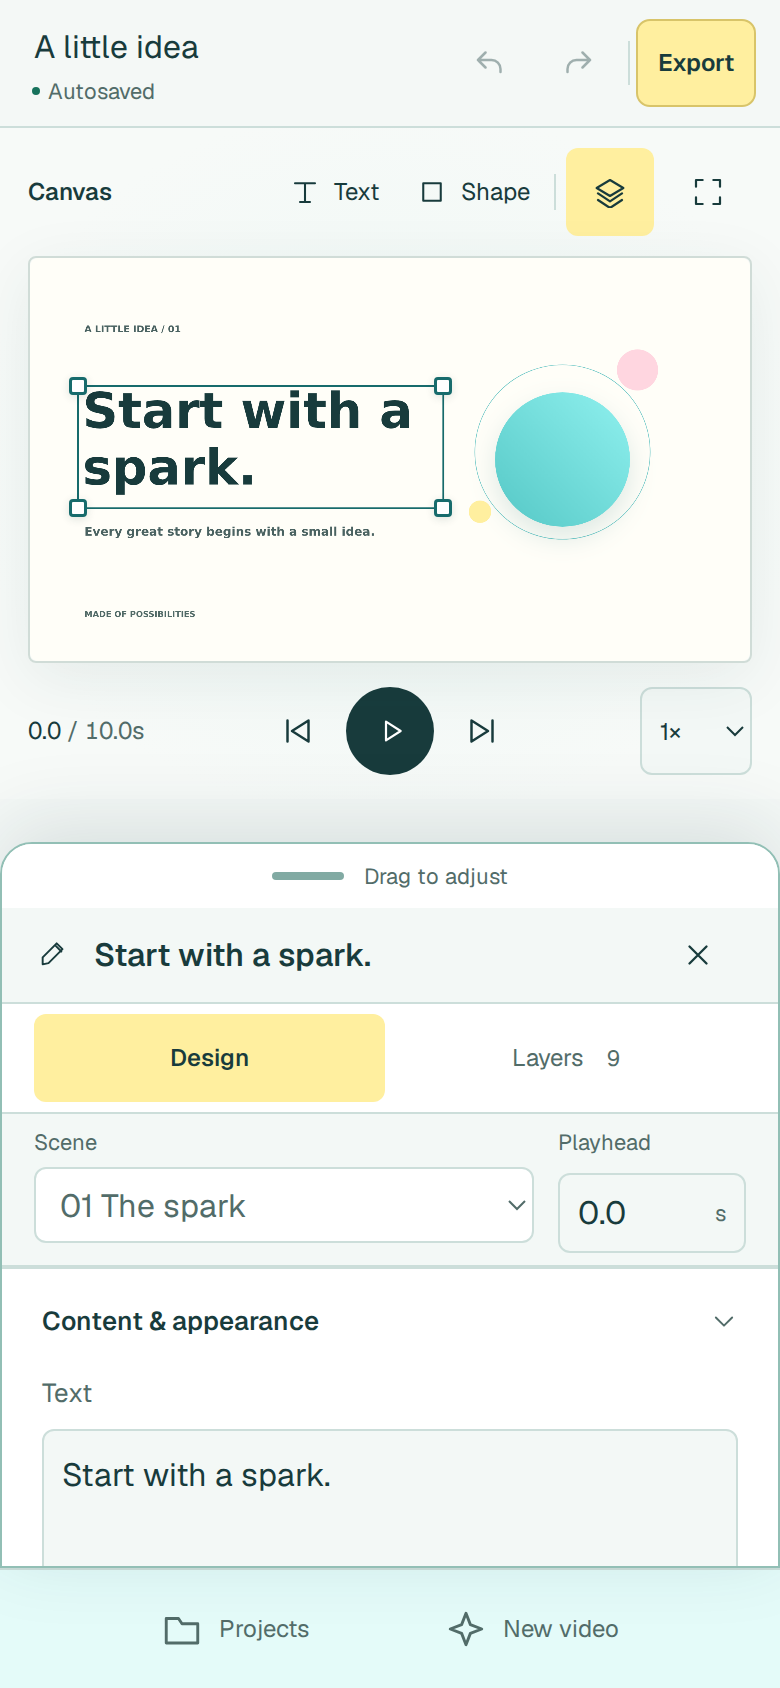 A little idea
Autosaved
Export
Canvas
Text
Shape
A LITTLE IDEA / 01
Start with a
spark.
Every great story begins with a small idea.
MADE OF POSSIBILITIES
0.0 / 10.0s
1×
Drag to adjust
Start with a spark.
Design
Layers 9
Scene
Playhead
01 The spark
0.0 s
Content & appearance
Text
Start with a spark.
Projects
New video